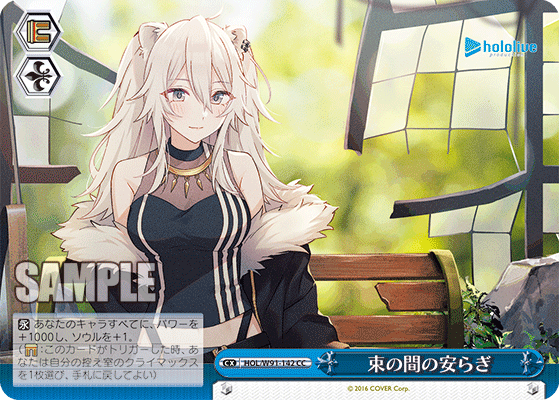 hololive
production
SAMPLE
永 あなたのキャラすべてに、パワーを
+1000し、ソウルを+1。
(：このカードがトリガーした時、あ
なたは自分の控え室のクライマックス
を1枚選び、手札に戻してよい)
CX HOL/W91-142 CC
束の間の安らぎ
© 2016 COVER Corp.